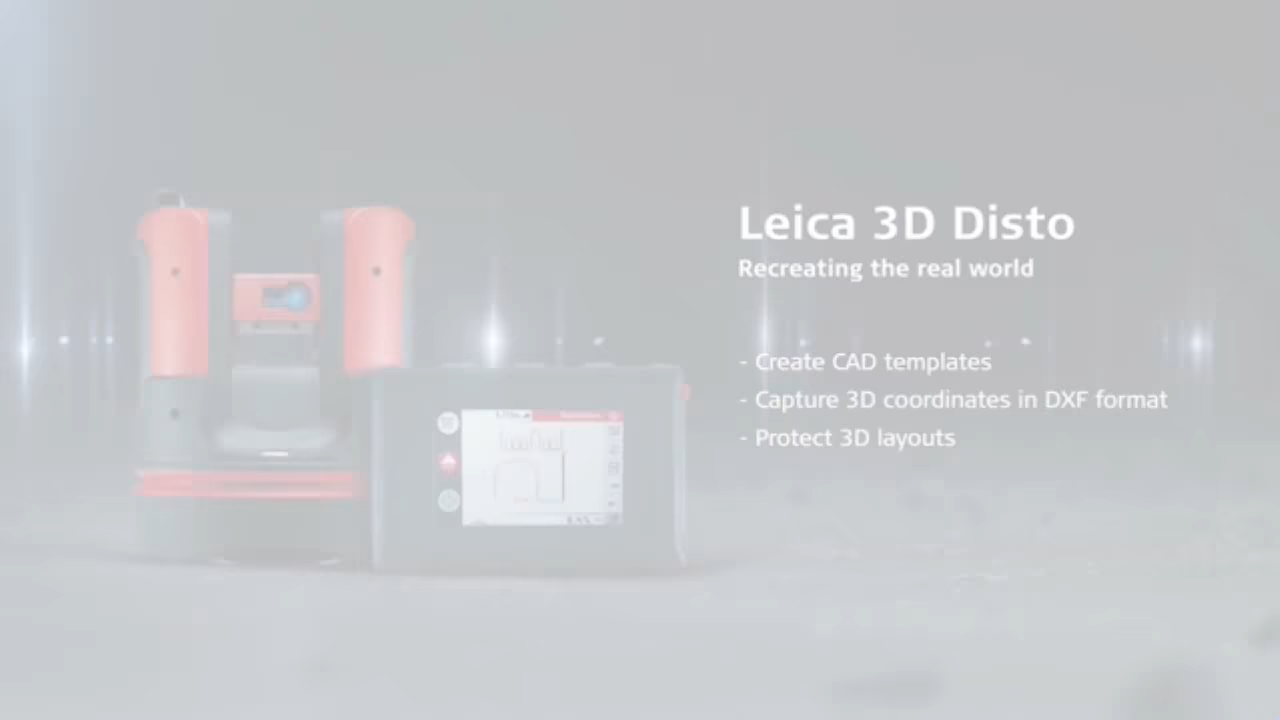 Leica 3D Disto
Recreating the real world
- Create CAD templates
- Capture 3D coordinates in DXF format
- Protect 3D layouts